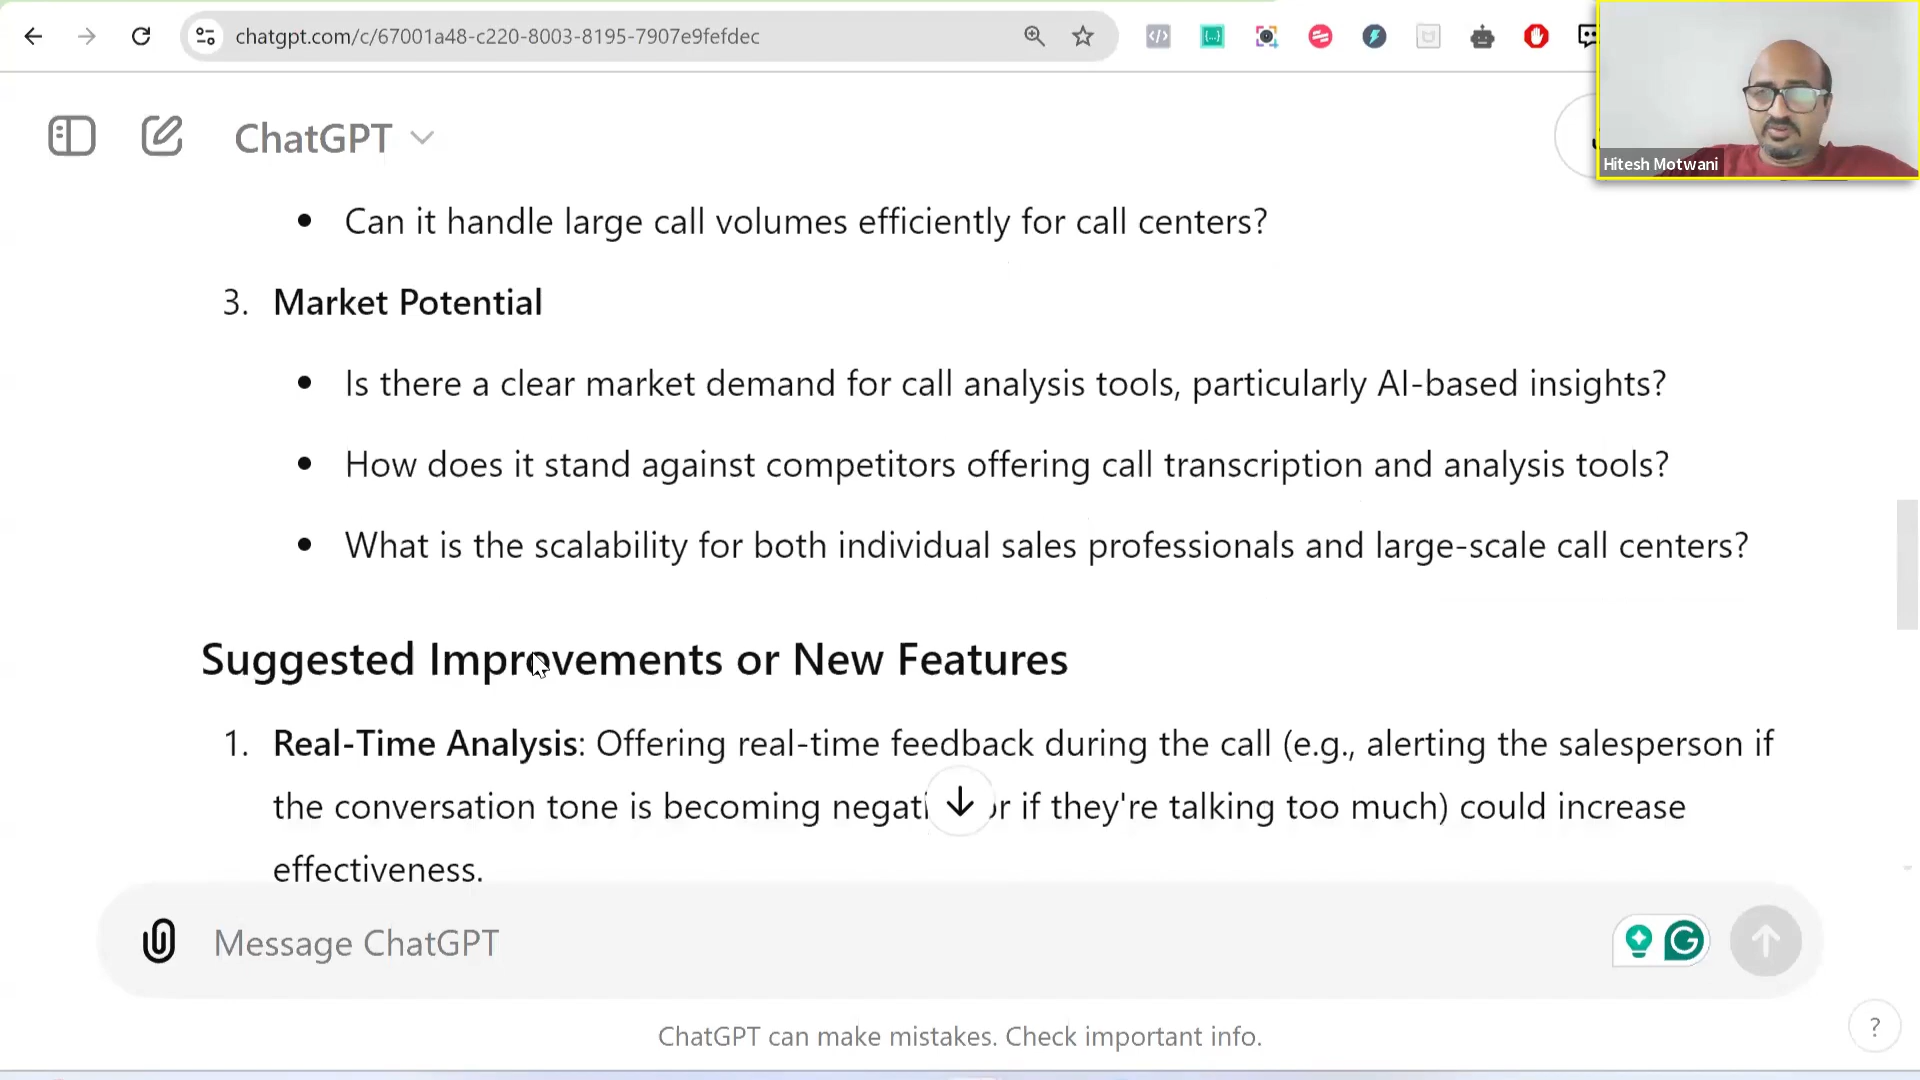 chatgpt.com/c/67001a48-c220-8003-8195-7907e9fefdec
Hitesh Motwani
ChatGPT
• Can it handle large call volumes efficiently for call centers?
3. Market Potential
• Is there a clear market demand for call analysis tools, particularly AI-based insights?
• How does it stand against competitors offering call transcription and analysis tools?
• What is the scalability for both individual sales professionals and large-scale call centers?
Suggested Improvements or New Features
1. Real-Time Analysis: Offering real-time feedback during the call (e.g., alerting the salesperson if
the conversation tone is becoming if they're talking too much) could increase
effectiveness.
Message ChatGPT
ChatGPT can make mistakes. Check important info.
?